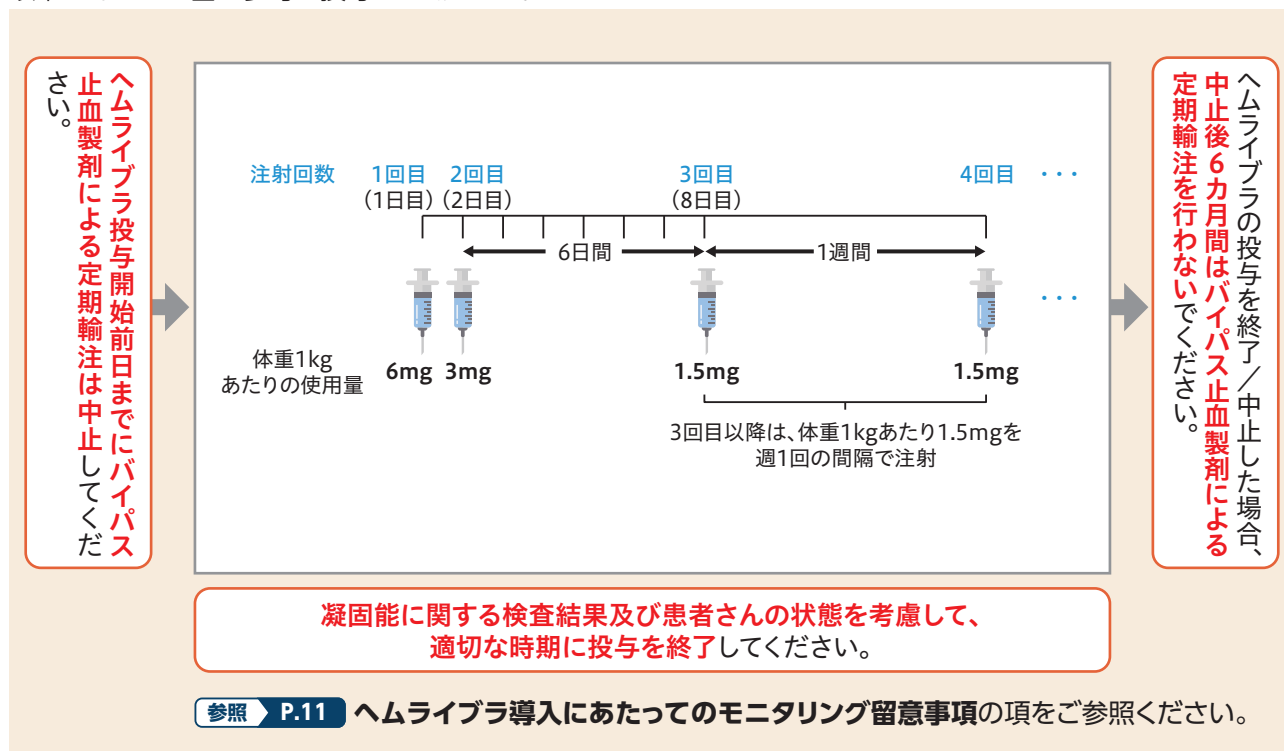 ヘムライブラ投与開始前日までにバイパス
止血製剤による定期輸注は中止してくだ
さい。
注射回数
1回目
(1日目)
2回目
(2日目)
3回目
(8日目)
4回目 ・・・
6日間
1週間
・・・
体重1kg
あたりの使用量
6mg
3mg
1.5mg
1.5mg
3回目以降は、体重1kgあたり1.5mgを
週1回の間隔で注射
ヘムライブラの投与を終了/中止した場合、
中止後6カ月間はバイパス止血製剤による
定期輸注を行わないでください。
凝固能に関する検査結果及び患者さんの状態を考慮して、
適切な時期に投与を終了してください。
参照 P.11 ヘムライブラ導入にあたってのモニタリング留意事項の項をご参照ください。